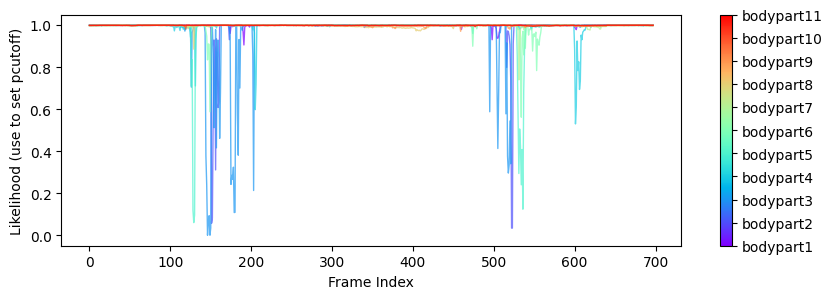 Likelihood (use to set pcutoff)
1.0
0.8
0.6
0.4
0.2
0.0
0
100
200
300
400
500
600
700
Frame Index
bodypart11
bodypart10
bodypart9
bodypart8
bodypart7
bodypart6
bodypart5
bodypart4
bodypart3
bodypart2
bodypart1